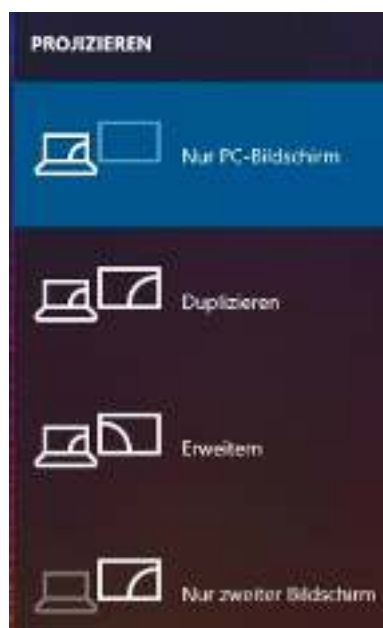 PROJIZIEREN
Nur PC-Bildschirm
Duplizieren
Erweitern
Nur zweiter Bildschirm